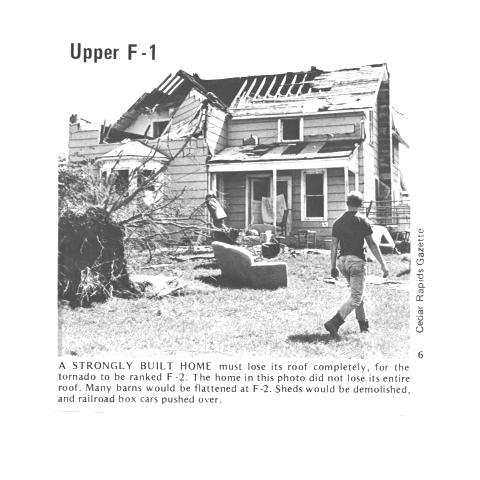 Upper F-1
Cedar Rapids Gazette
6
A STRONGLY BUILT HOME must lose its roof completely, for the
tornado to be ranked F-2. The home in this photo did not lose its entire
roof. Many barns would be flattened at F-2. Sheds would be demolished,
and railroad box cars pushed over.